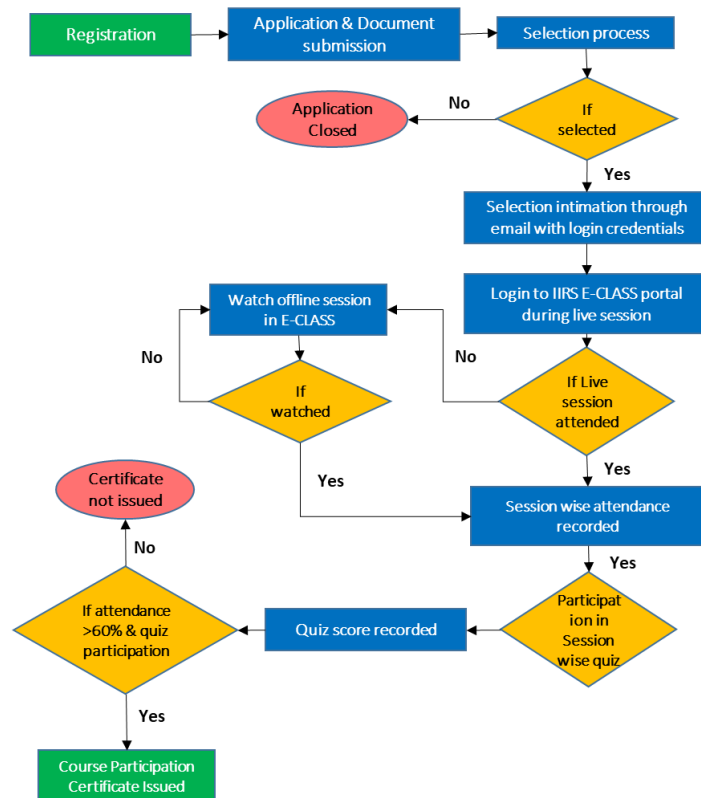 Registration
Application & Document
submission
Selection process
No
Application
Closed
If
selected
Yes
Selection intimation through
email with login credentials
Watch offline session
in E-CLASS
Login to IIRS E-CLASS portal
during live session
No
No
If
watched
If Live
session
attended
Yes
Yes
Certificate
not issued
Session wise attendance
recorded
No
Yes
If attendance
>60% & quiz
participation
Quiz score recorded
Participat
ion in
Session
wise quiz
Yes
Course Participation
Certificate Issued